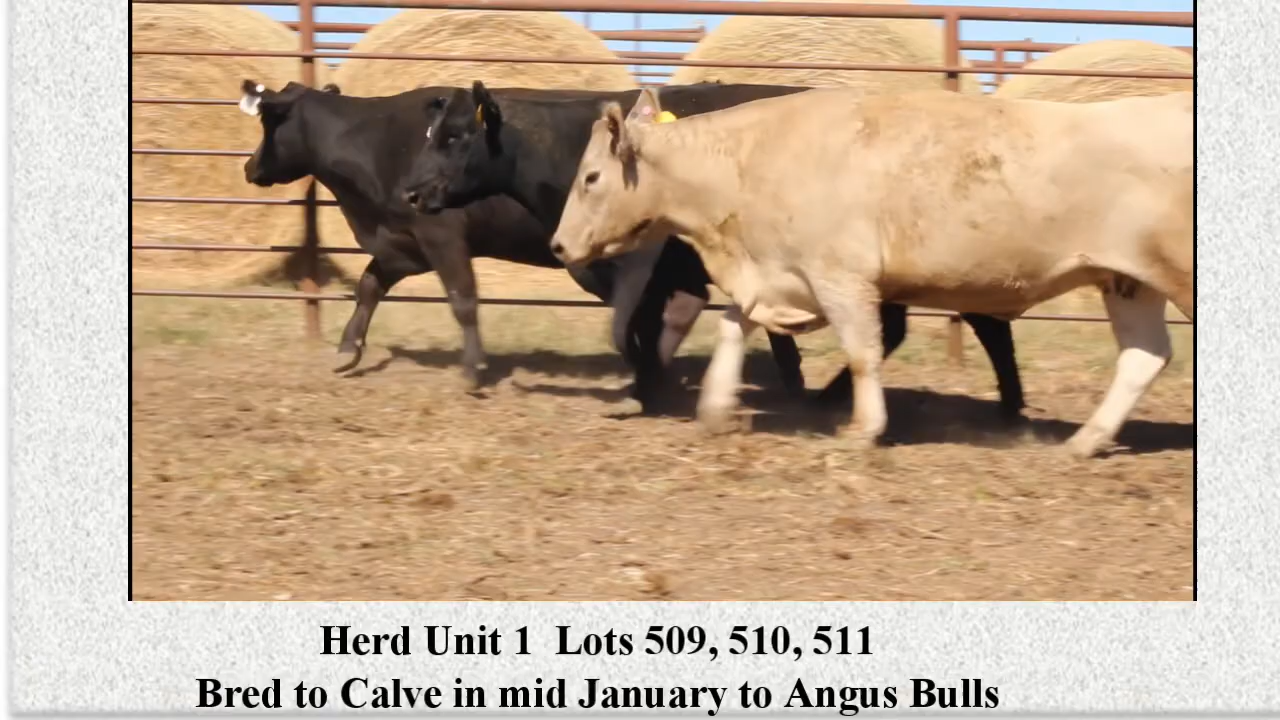 Herd Unit 1  Lots 509, 510, 511
Bred to Calve in mid January to Angus Bulls